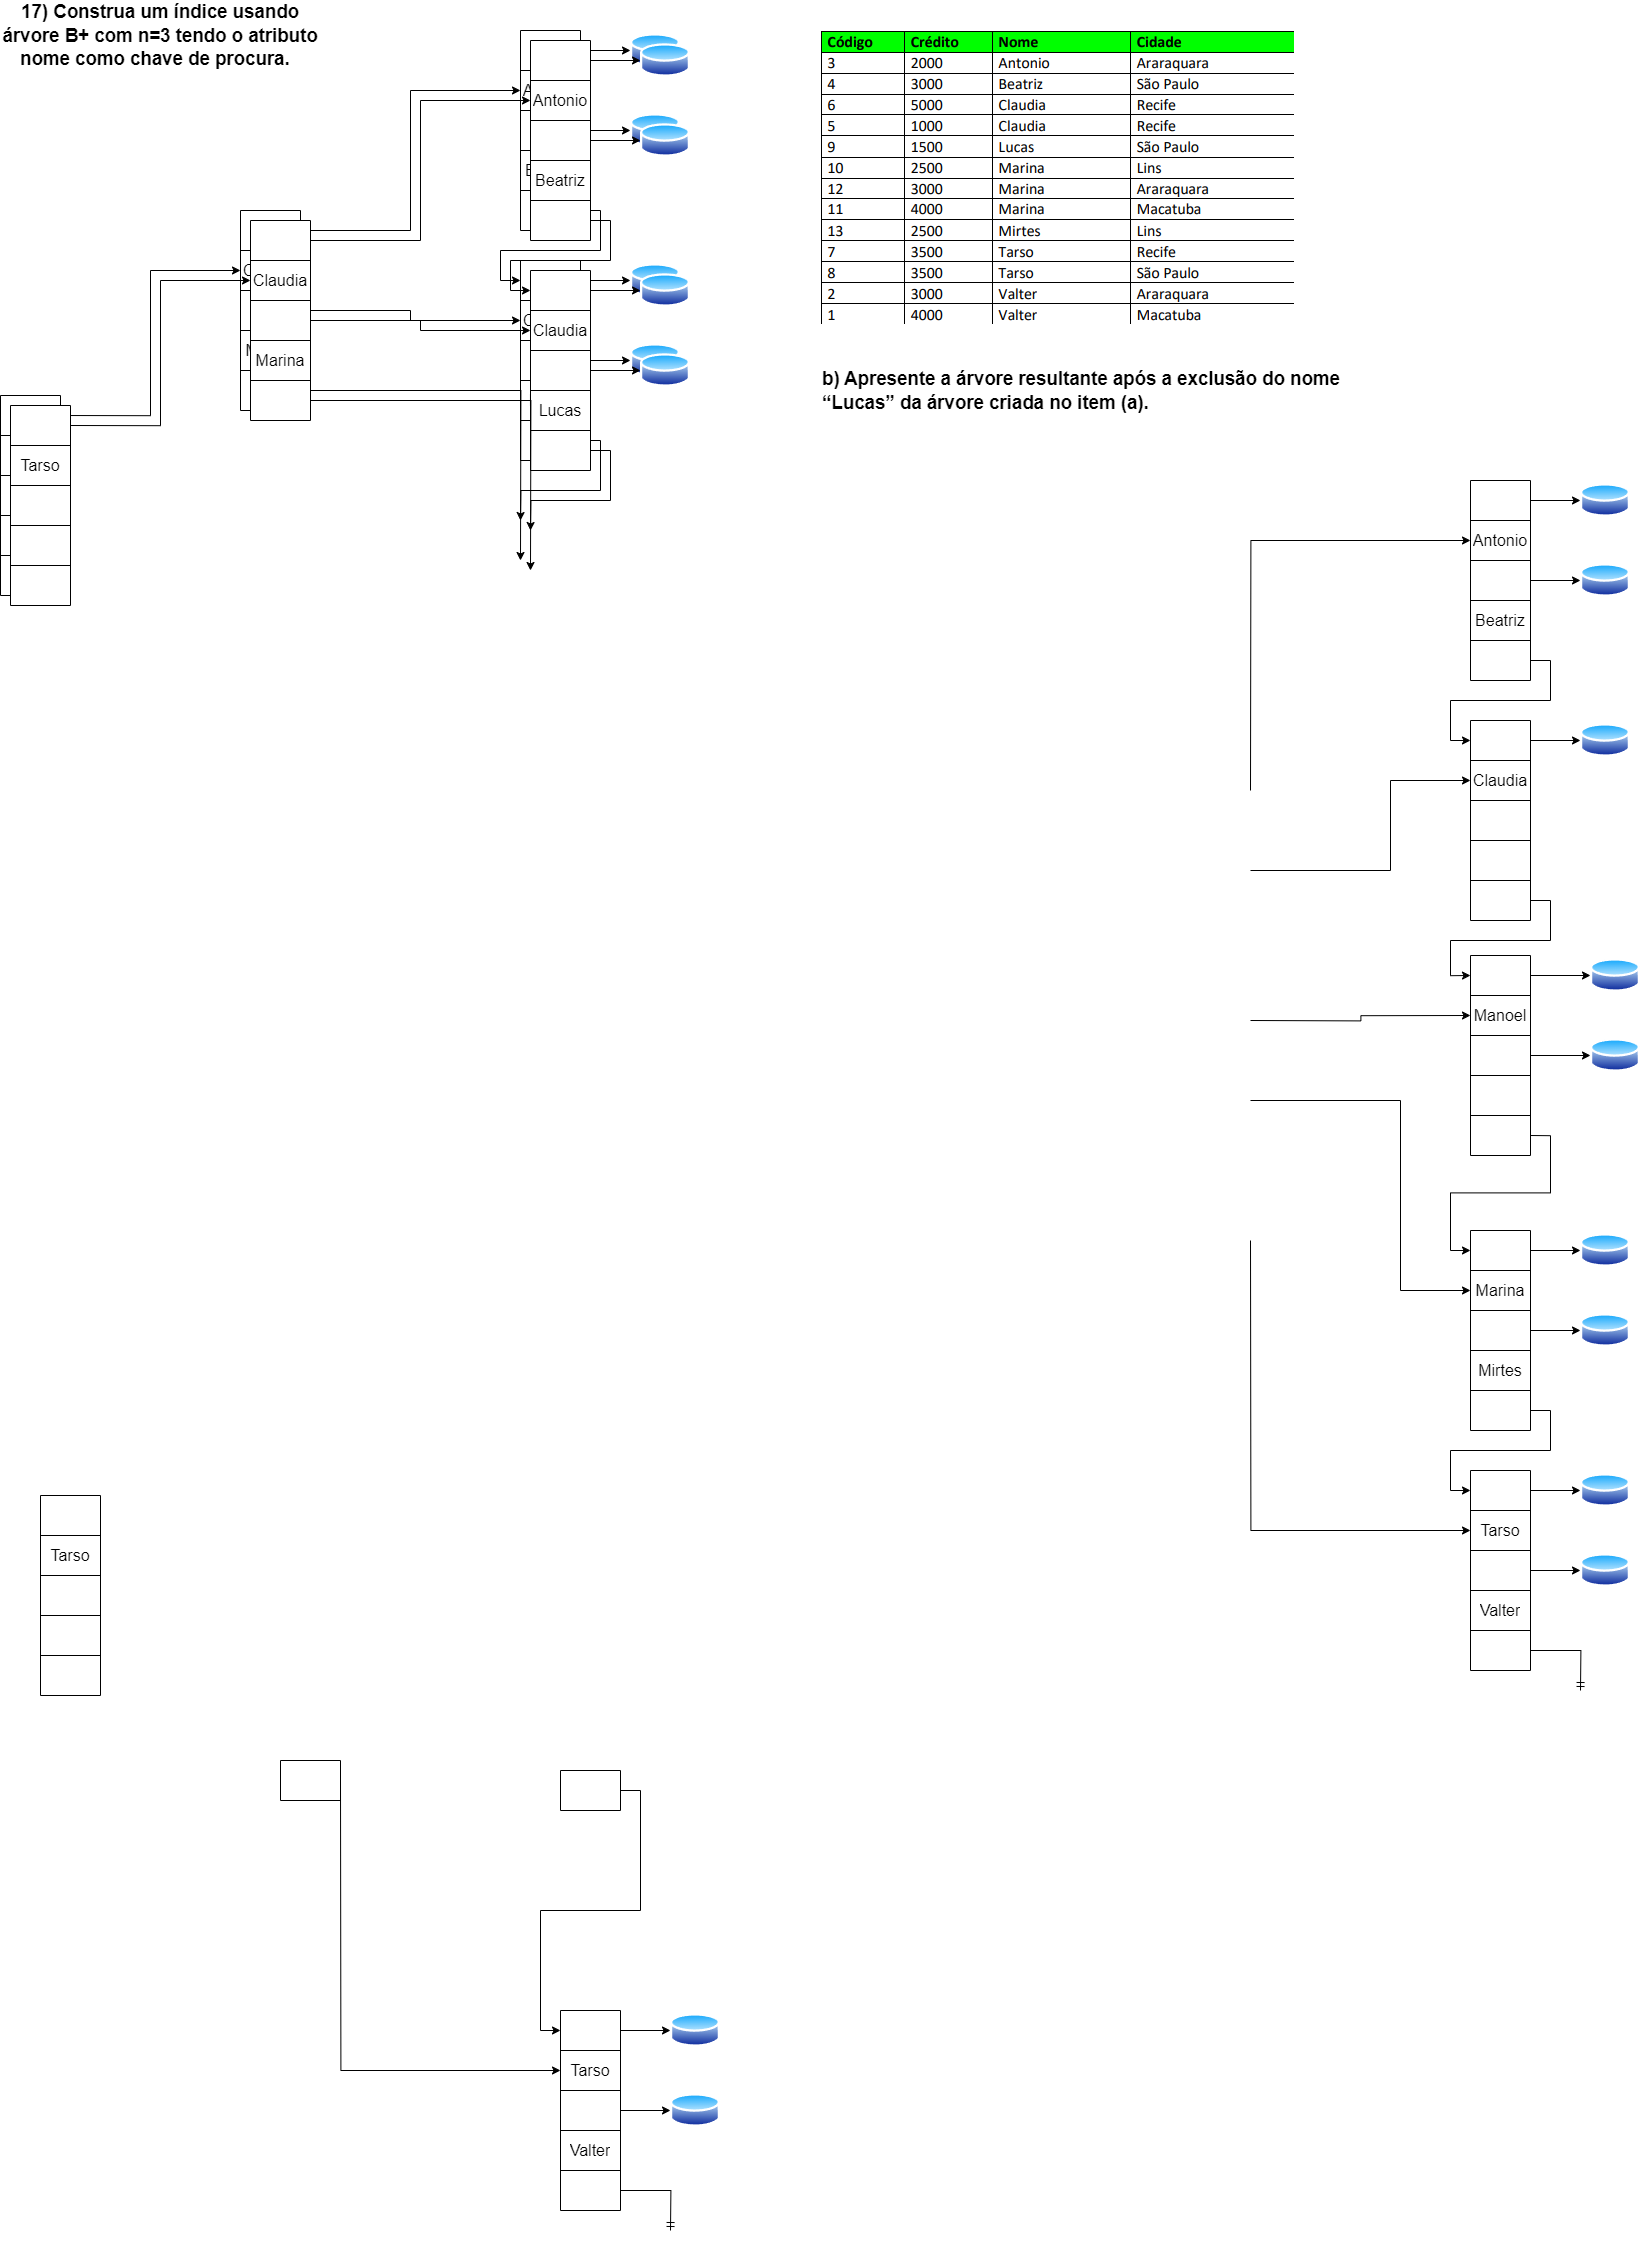 17) Construa um índice usando
árvore B+ com n=3 tendo o atributo
nome como chave de procura.
Antonio
Beatriz
Claudia
Marina
Claudia
Lucas
Tarso
Código Crédito Nome Cidade
3 2000 Antonio Araraquara
4 3000 Beatriz São Paulo
6 5000 Claudia Recife
5 1000 Claudia Recife
9 1500 Lucas São Paulo
10 2500 Marina Lins
12 3000 Marina Araraquara
11 4000 Marina Macatuba
13 2500 Mirtes Lins
7 3500 Tarso Recife
8 3500 Tarso São Paulo
2 3000 Valter Araraquara
1 4000 Valter Macatuba
b) Apresente a árvore resultante após a exclusão do nome
“Lucas” da árvore criada no item (a).
Antonio
Beatriz
Claudia
Manoel
Marina
Mirtes
Tarso
Valter
Tarso
Tarso
Valter